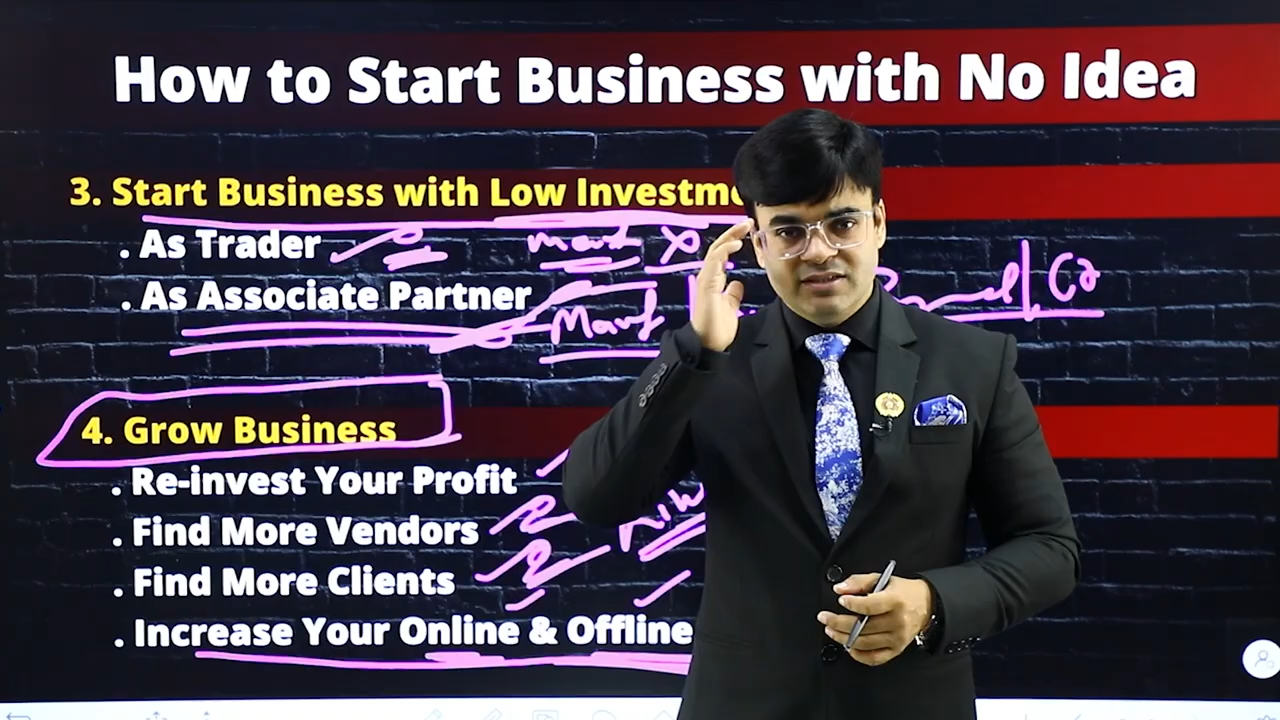 How to Start Business with No Idea
3. Start Business with Low Investme
. As Trader
. As Associate Partner
4. Grow Business
. Re-invest Your Profit
. Find More Vendors
. Find More Clients
. Increase Your Online & Offline